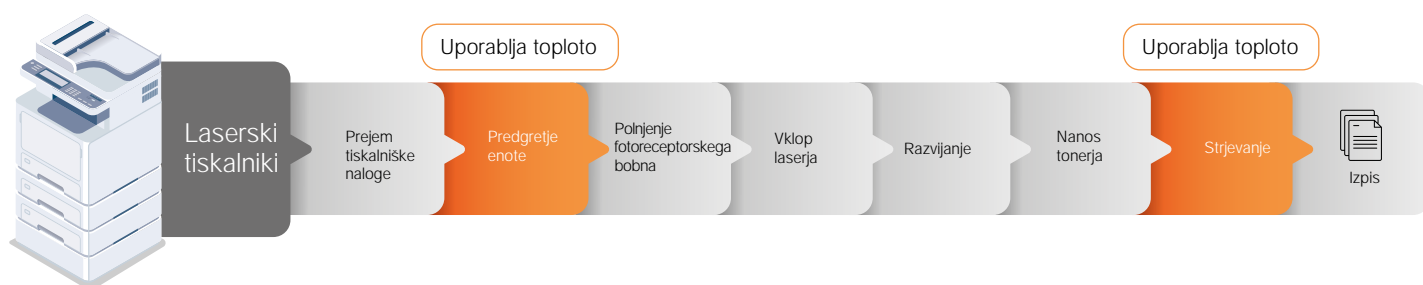 Uporablja toploto
Uporablja toploto
Laserski
tiskalniki
Prejem
tiskalniške
naloge
Predgretje
enote
Polnjenje
fotoreceptorskega
bobna
Vklop
laserja
Razvijanje
Nanos
tonerja
Strjevanje
Izpis